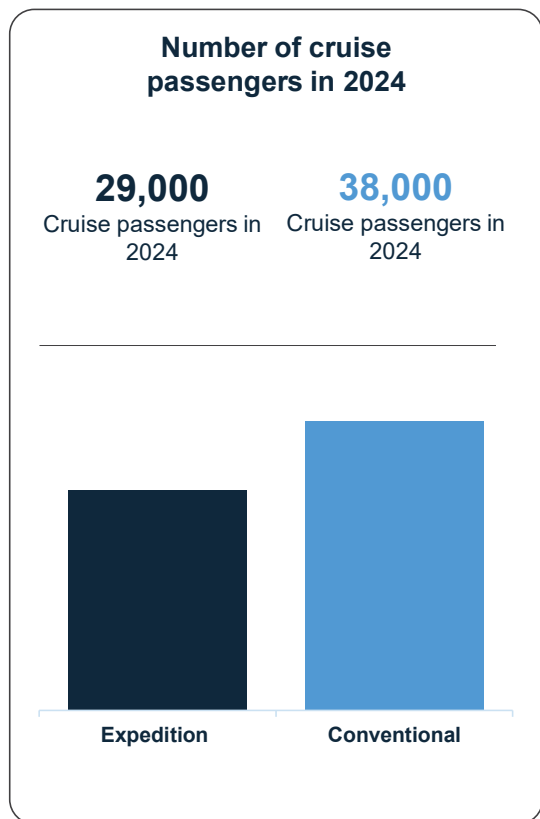 Number of cruise
passengers in 2024
29,000
Cruise passengers in
2024
38,000
Cruise passengers in
2024
Expedition
Conventional